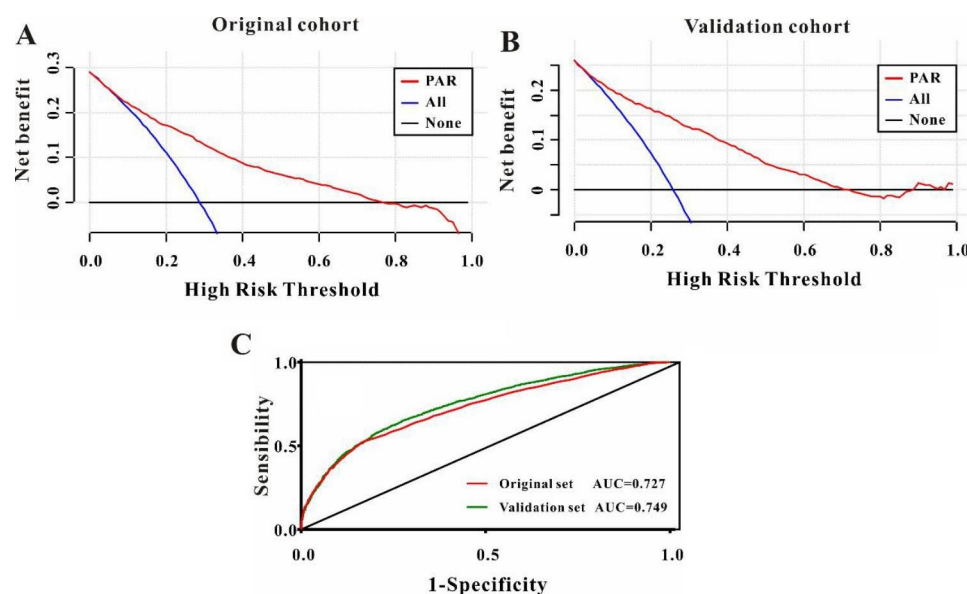 A
Original cohort
Net benefit
0.3
0.2
0.1
0.0
PAR
All
None
0.0 0.2 0.4 0.6 0.8 1.0
High Risk Threshold
B
Validation cohort
Net benefit
0.2
0.1
0
PAR
All
None
0.0 0.2 0.4 0.6 0.8 1.0
High Risk Threshold
C
Sensibility
1.0
0.5
0.0
Original set AUC=0.727
Validation set AUC=0.749
0.0 0.5 1.0
1-Specificity